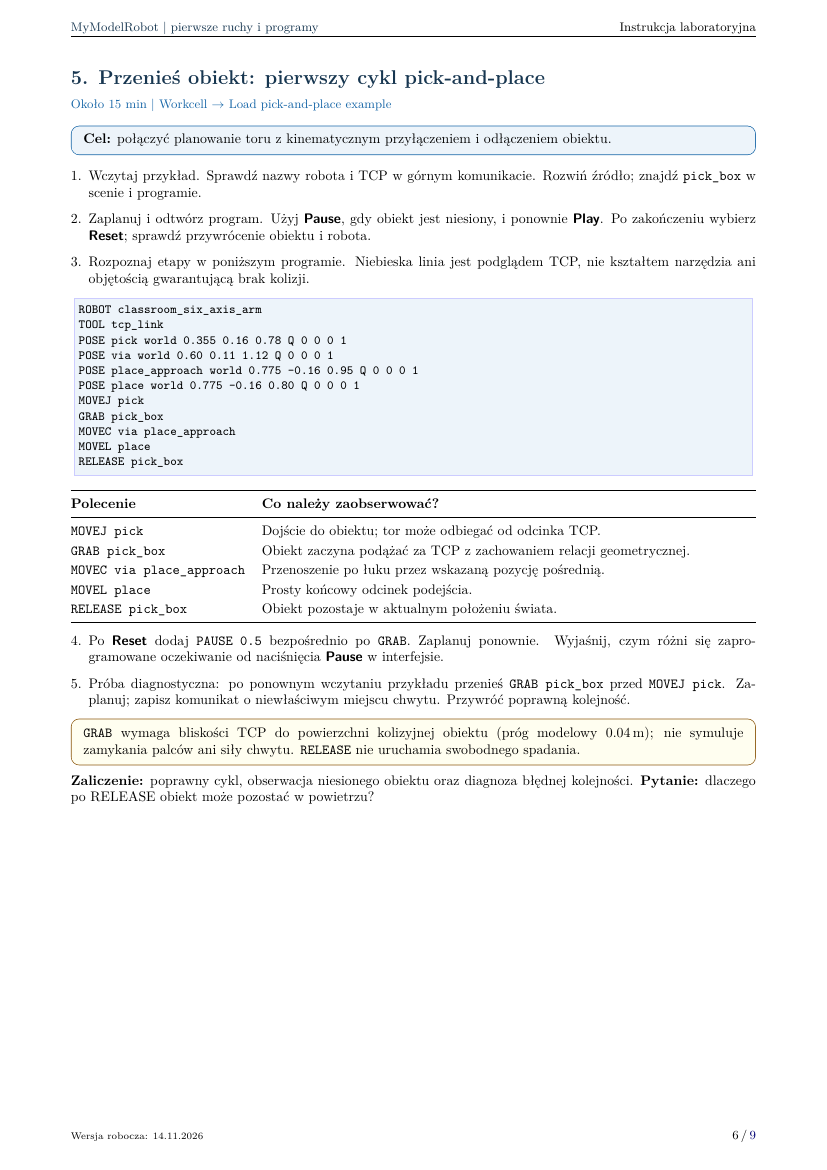 MyModelRobot | pierwsze ruchy i programy
Instrukcja laboratoryjna
5. Przenieś obiekt: pierwszy cykl pick-and-place
Około 15 min | Workcell → Load pick-and-place example
Cel: połączyć planowanie toru z kinematycznym przyłączeniem i odłączeniem obiektu.
1. Wczytaj przykład. Sprawdź nazwy robota i TCP w górnym komunikacie. Rozwiń źródło; znajdź pick_box w
scenie i programie.
2. Zaplanuj i odtwórz program. Użyj Pause, gdy obiekt jest niesiony, i ponownie Play. Po zakończeniu wybierz
Reset; sprawdź przywrócenie obiektu i robota.
3. Rozpoznaj etapy w poniższym programie. Niebieska linia jest podglądem TCP, nie kształtem narzędzia ani
objętością gwarantującą brak kolizji.
ROBOT classroom_six_axis_arm
TOOL tcp_link
POSE pick world 0.355 0.16 0.78 Q 0 0 0 1
POSE via world 0.60 0.11 1.12 Q 0 0 0 1
POSE place_approach world 0.775 -0.16 0.95 Q 0 0 0 1
POSE place world 0.775 -0.16 0.80 Q 0 0 0 1
MOVEJ pick
GRAB pick_box
MOVEC via place_approach
MOVEL place
RELEASE pick_box
Polecenie Co należy zaobserwować?
MOVEJ pick Dojście do obiektu; tor może odbiegać od odcinka TCP.
GRAB pick_box Obiekt zaczyna podążać za TCP z zachowaniem relacji geometrycznej.
MOVEC via place_approach Przenoszenie po łuku przez wskazaną pozycję pośrednią.
MOVEL place Prosty końcowy odcinek podejścia.
RELEASE pick_box Obiekt pozostaje w aktualnym położeniu świata.
4. Po Reset dodaj PAUSE 0.5 bezpośrednio po GRAB. Zaplanuj ponownie. Wyjaśnij, czym różni się zapro-
gramowane oczekiwanie od naciśnięcia Pause w interfejsie.
5. Próba diagnostyczna: po ponownym wczytaniu przykładu przenieś GRAB pick_box przed MOVEJ pick. Za-
planuj; zapisz komunikat o niewłaściwym miejscu chwytu. Przywróć poprawną kolejność.
GRAB wymaga bliskości TCP do powierzchni kolizyjnej obiektu (próg modelowy 0.04 m); nie symuluje
zamykania palców ani siły chwytu. RELEASE nie uruchamia swobodnego spadania.
Zaliczenie: poprawny cykl, obserwacja niesionego obiektu oraz diagnoza błędnej kolejności. Pytanie: dlaczego
po RELEASE obiekt może pozostać w powietrzu?
Wersja robocza: 14.11.2026
6 / 9